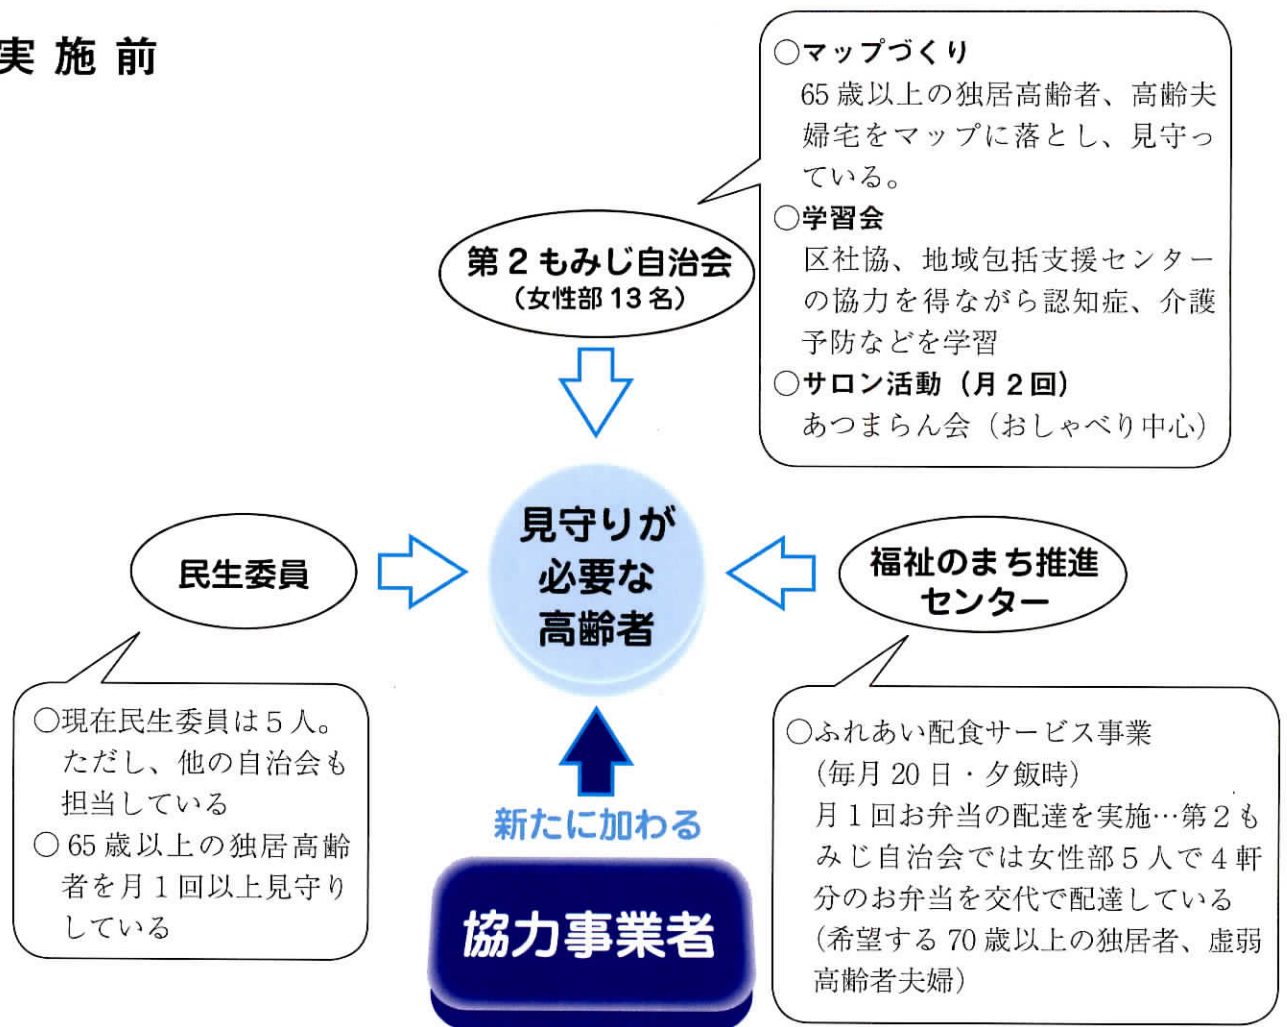 実施前
○マップづくり
65歳以上の独居高齢者、高齢夫
婦宅をマップに落とし、見守っ
ている。
○学習会
区社協、地域包括支援センター
の協力を得ながら認知症、介護
予防などを学習
○サロン活動（月2回）
あつまらん会（おしゃべり中心）
第2もみじ自治会
（女性部13名）
見守りが
必要な
高齢者
民生委員
福祉のまち推進
センター
○現在民生委員は5人。
ただし、他の自治会も
担当している
○65歳以上の独居高齢
者を月1回以上見守り
している
新たに加わる
協力事業者
○ふれあい配食サービス事業
(毎月20日・夕飯時)
月1回お弁当の配達を実施…第2も
みじ自治会では女性部5人で4軒
分のお弁当を交代で配達している
(希望する70歳以上の独居者、虚弱
高齢者夫婦)